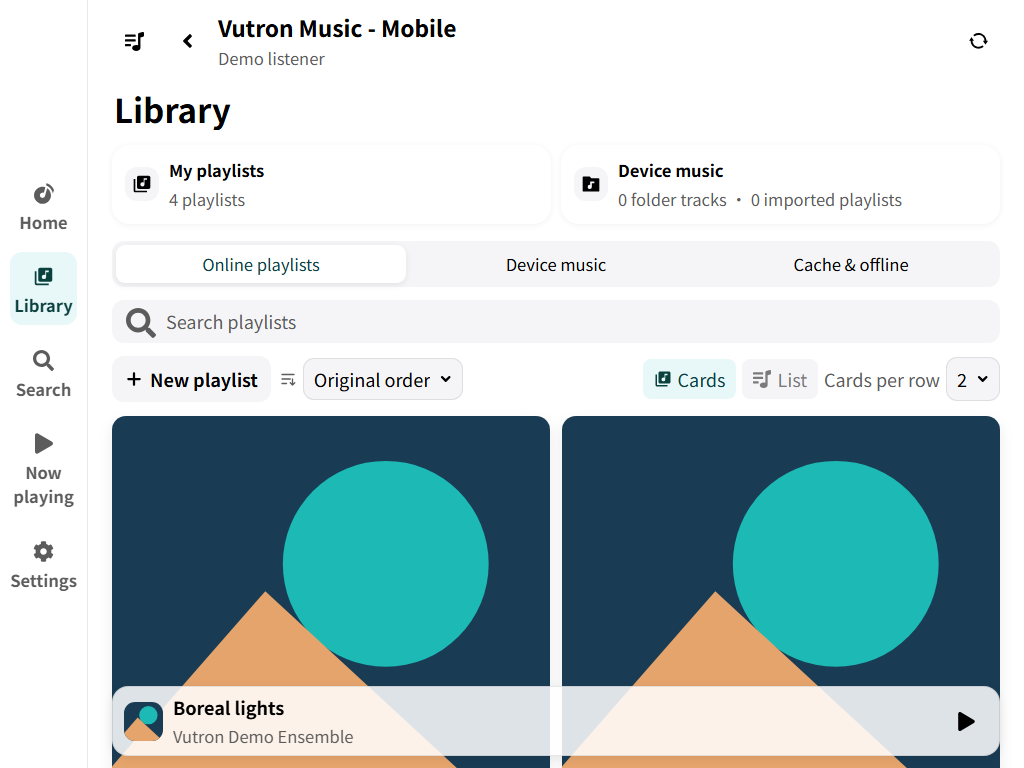 Vutron Music - Mobile
Demo listener
Library
My playlists
4 playlists
Device music
0 folder tracks • 0 imported playlists
Online playlists
Device music
Cache & offline
Search playlists
New playlist
Original order
Cards
List
Cards per row
2
Home
Library
Search
Now
playing
Settings
Boreal lights
Vutron Demo Ensemble